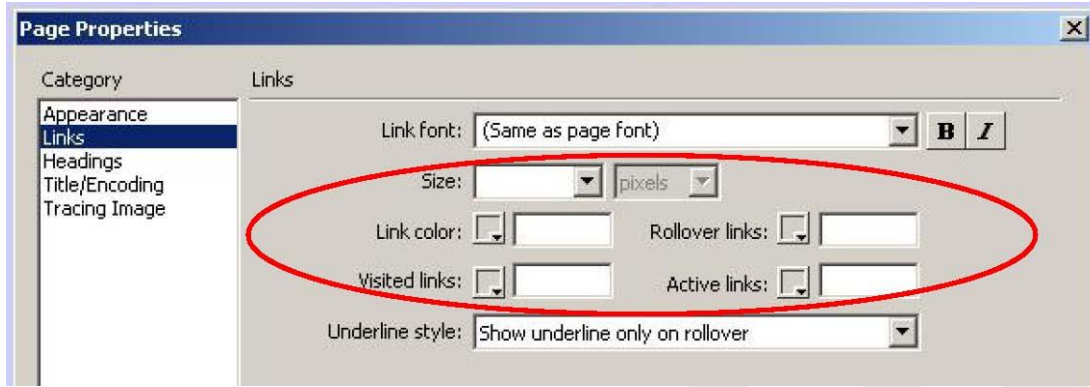 Page Properties
Category
Links
Appearance
Links
Headings
Title/Encoding
Tracing Image
Link font: (Same as page font) B I
Size: pixels
Link color: Rollover links:
Visited links: Active links:
Underline style: Show underline only on rollover